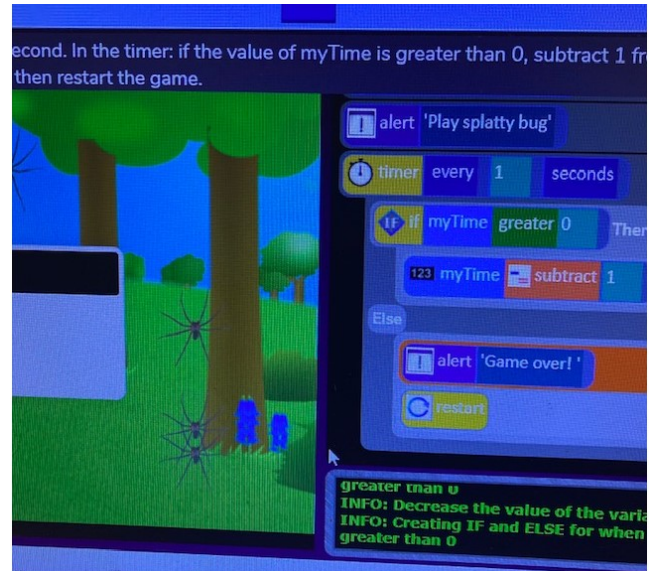 econd. In the timer: if the value of myTime is greater than 0, subtract 1 fr
then restart the game.
! alert 'Play splatty bug'
timer every 1 seconds
IF if myTime greater 0 Ther
123 myTime subtract 1
Else
! alert 'Game over! '
restart
greater than 0
INFO: Decrease the value of the varia
INFO: Creating IF and ELSE for when
greater than 0